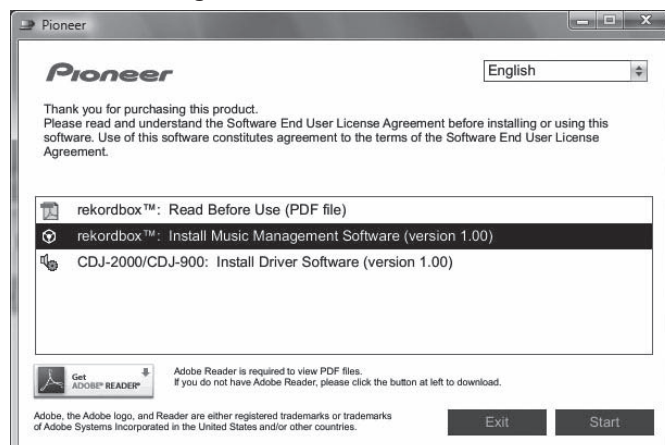 Pioneer
Pioneer
English
Thank you for purchasing this product.
Please read and understand the Software End User License Agreement before installing or using this
software. Use of this software constitutes agreement to the terms of the Software End User License
Agreement.
rekordbox™: Read Before Use (PDF file)
rekordbox™: Install Music Management Software (version 1.00)
CDJ-2000/CDJ-900: Install Driver Software (version 1.00)
Get
ADOBE® READER®
Adobe Reader is required to view PDF files.
If you do not have Adobe Reader, please click the button at left to download.
Adobe, the Adobe logo, and Reader are either registered trademarks or trademarks
of Adobe Systems Incorporated in the United States and/or other countries.
Exit
Start